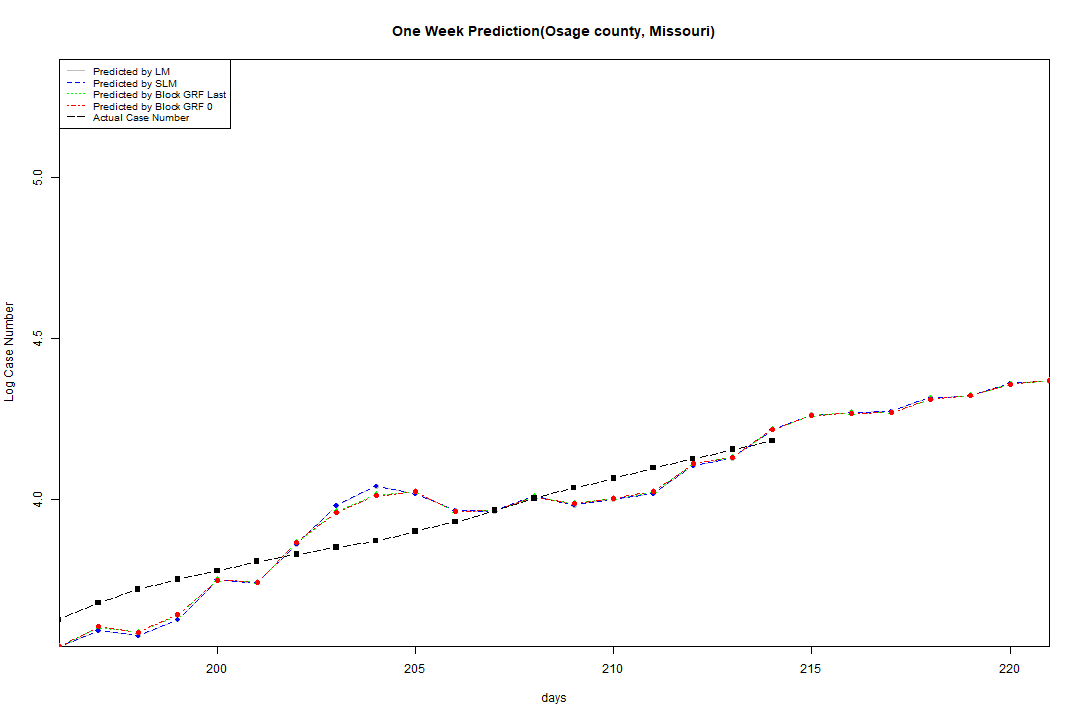 One Week Prediction(Osage county, Missouri)
Predicted by LM
Predicted by SLM
Predicted by Block GRF Last
Predicted by Block GRF 0
Actual Case Number
5.0
4.5
4.0
Log Case Number
200 205 210 215 220
days